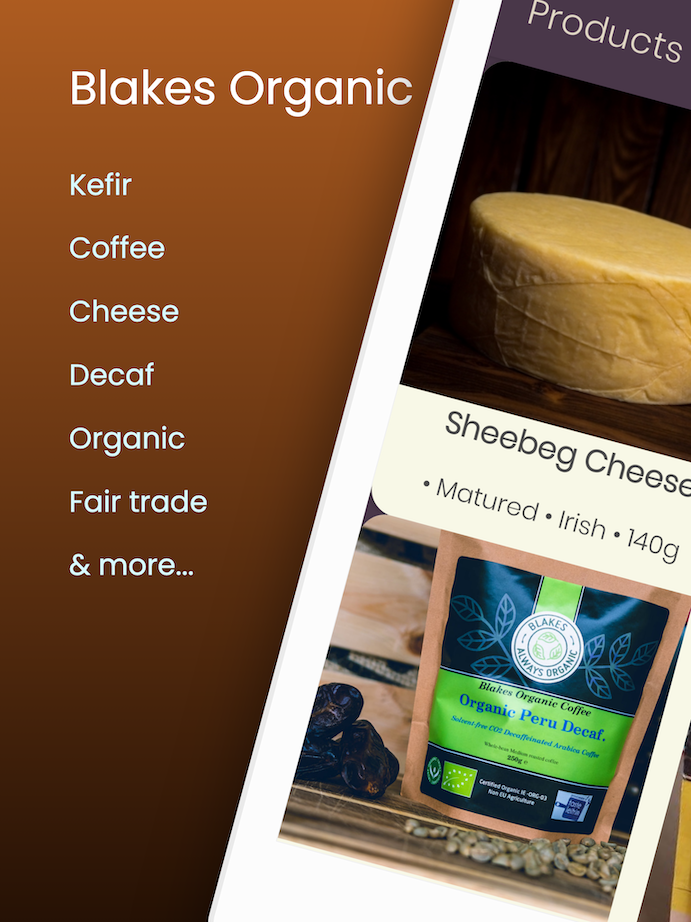 Blakes Organic
Kefir
Coffee
Cheese
Decaf
Organic
Fair trade
& more...
Products
Sheebeg Cheese
• Matured • Irish • 140g
BLAKES
ALWAYS ORGANIC
Blakes Organic Coffee
Organic Peru Decaf.
Solvent-free CO2 Decaffeinated Arabica Coffee
Whole bean Medium roasted coffee
250g e
Certified Organic IE-ORG-03
Non EU Agriculture